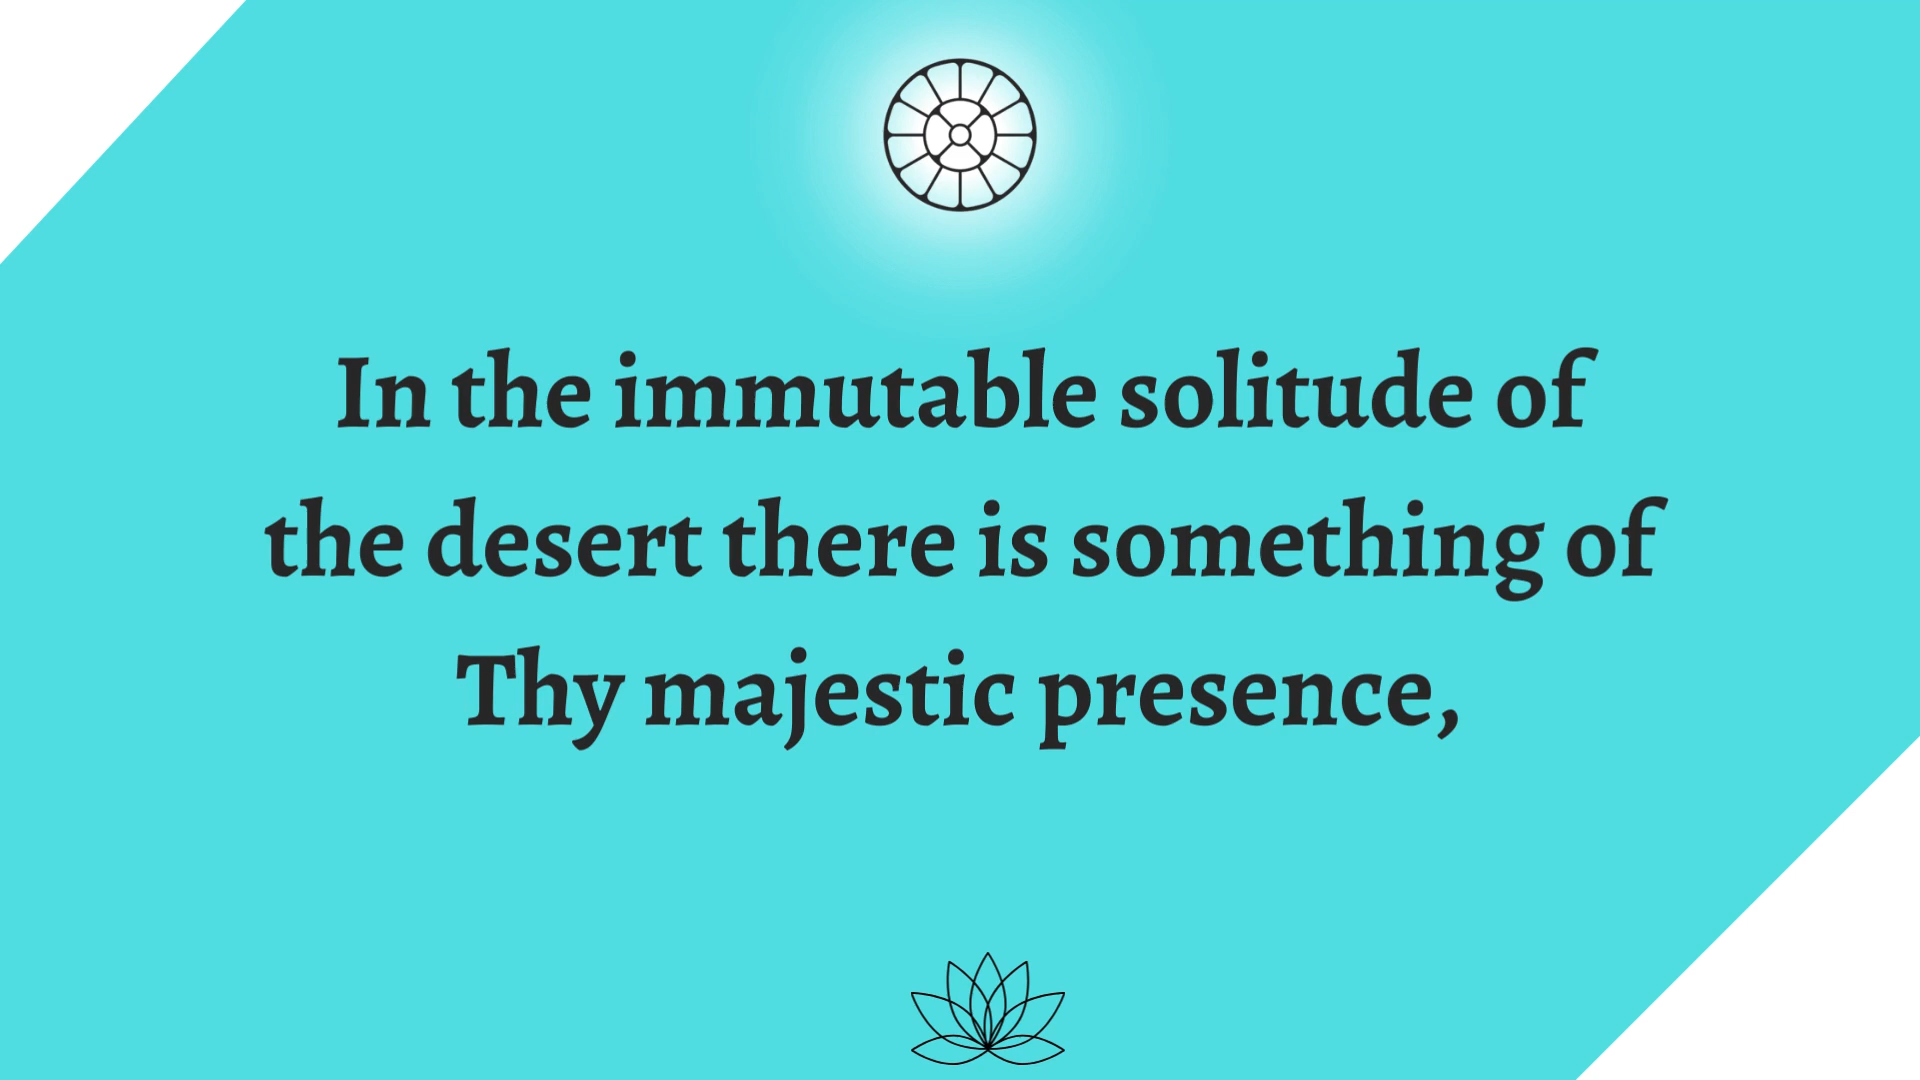 In the immutable solitude of
the desert there is something of
Thy majestic presence,